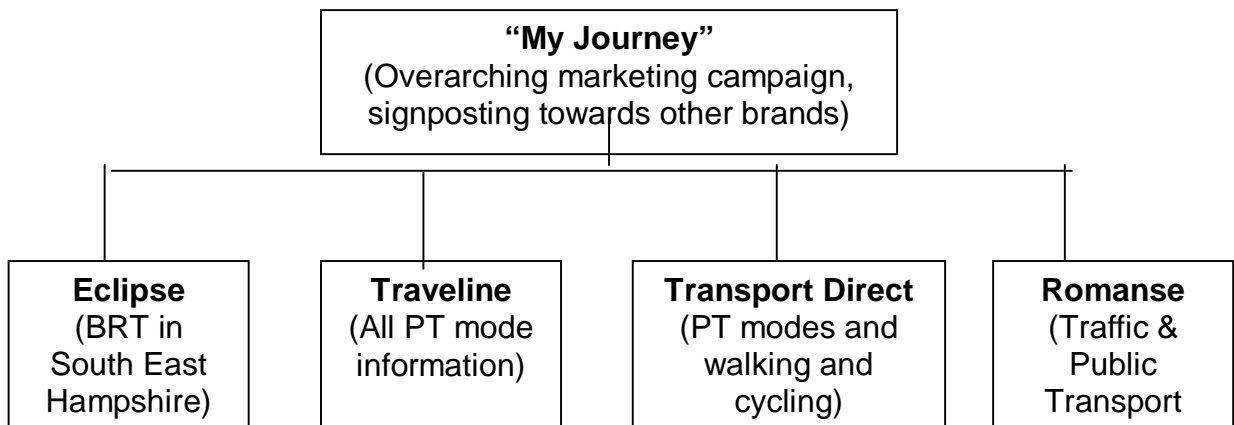 “My Journey”
(Overarching marketing campaign,
signposting towards other brands)
Eclipse
(BRT in
South East
Hampshire)
Traveline
(All PT mode
information)
Transport Direct
(PT modes and
walking and
cycling)
Romanse
(Traffic &
Public
Transport